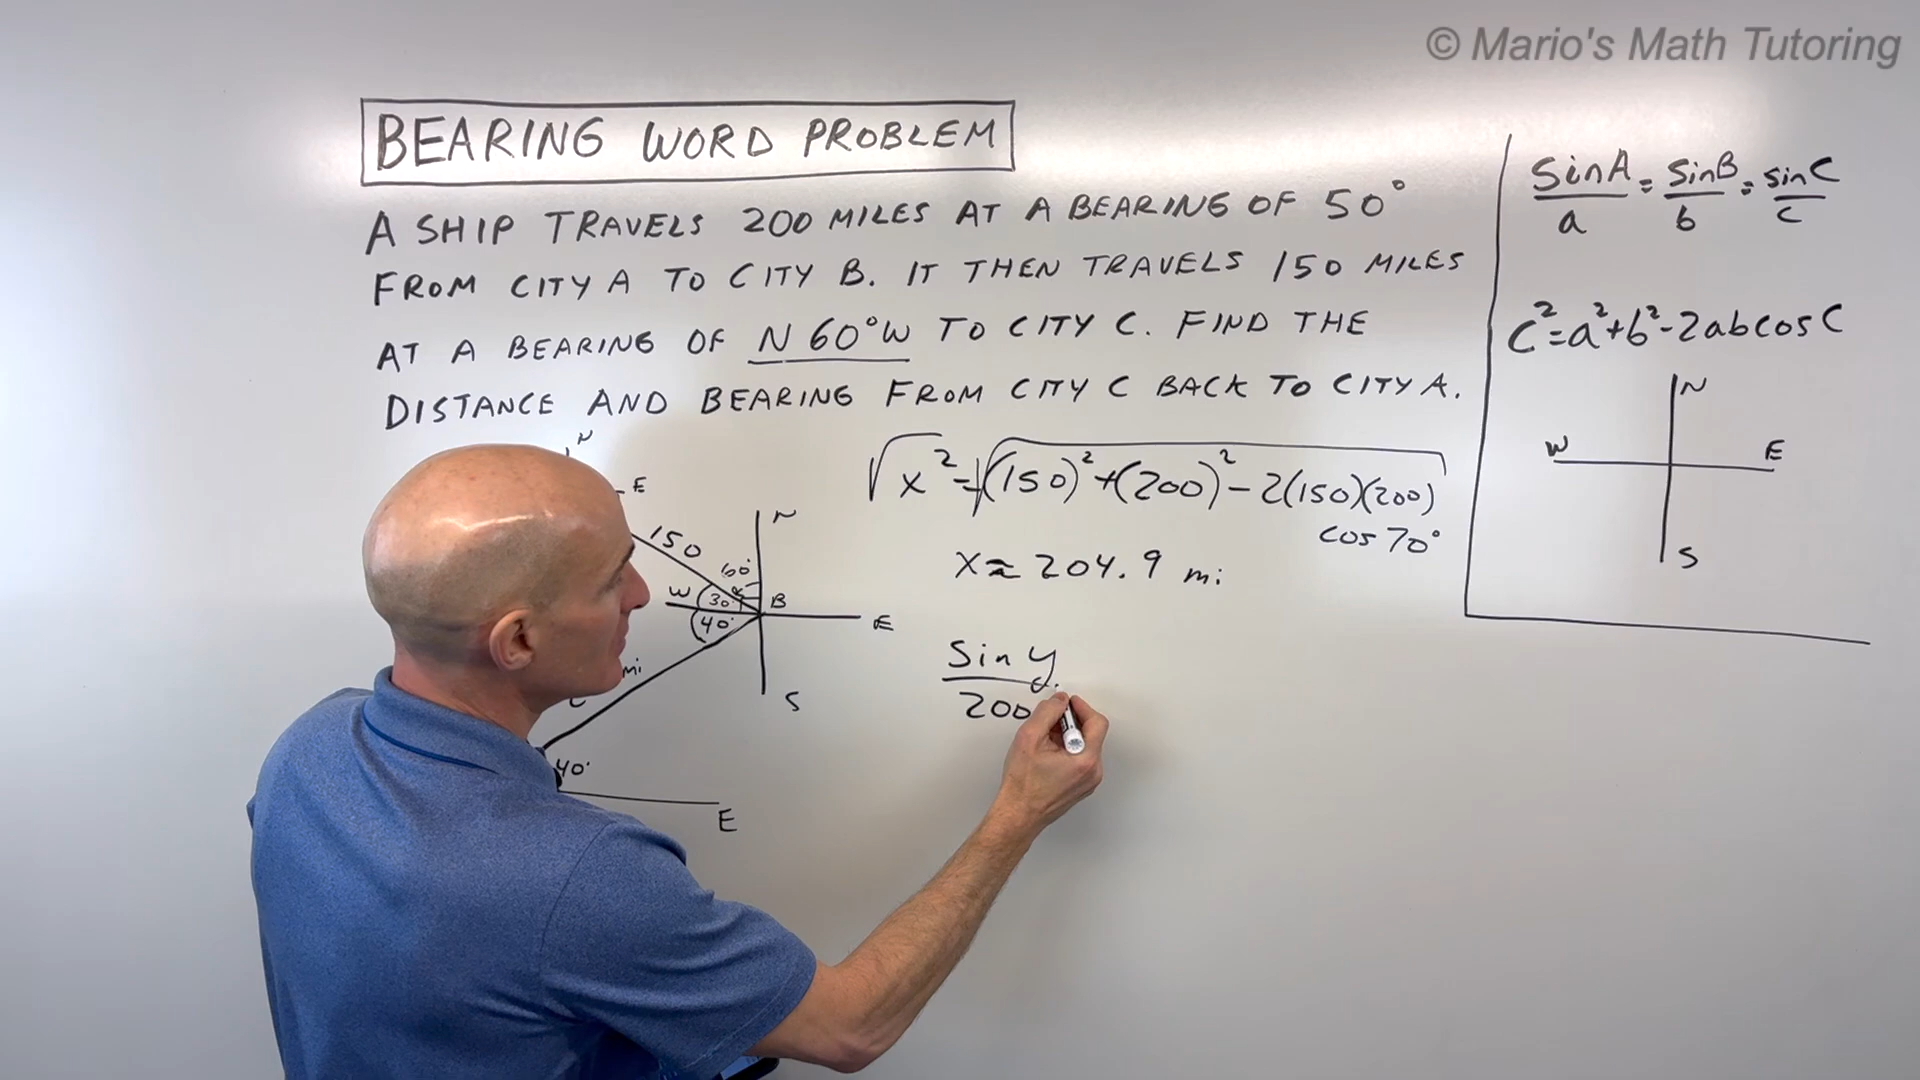 © Mario's Math Tutoring
BEARING WORD PROBLEM
A SHIP TRAVELS 200 MILES AT A BEARING OF 50°
FROM CITY A TO CITY B. IT THEN TRAVELS 150 MILES
AT A BEARING OF N 60°W TO CITY C. FIND THE
DISTANCE AND BEARING FROM CITY C BACK TO CITY A.
sinA/a = sinB/b = sinC/c
c²=a²+b²-2abcosC
N
W E
S
√x² = √(150)²+(200)²-2(150)(200)
cos70°
x≈204.9 mi
Sin y
200
N
E
150
N
60°
W 30° B
40° E
mi
S
40°
E